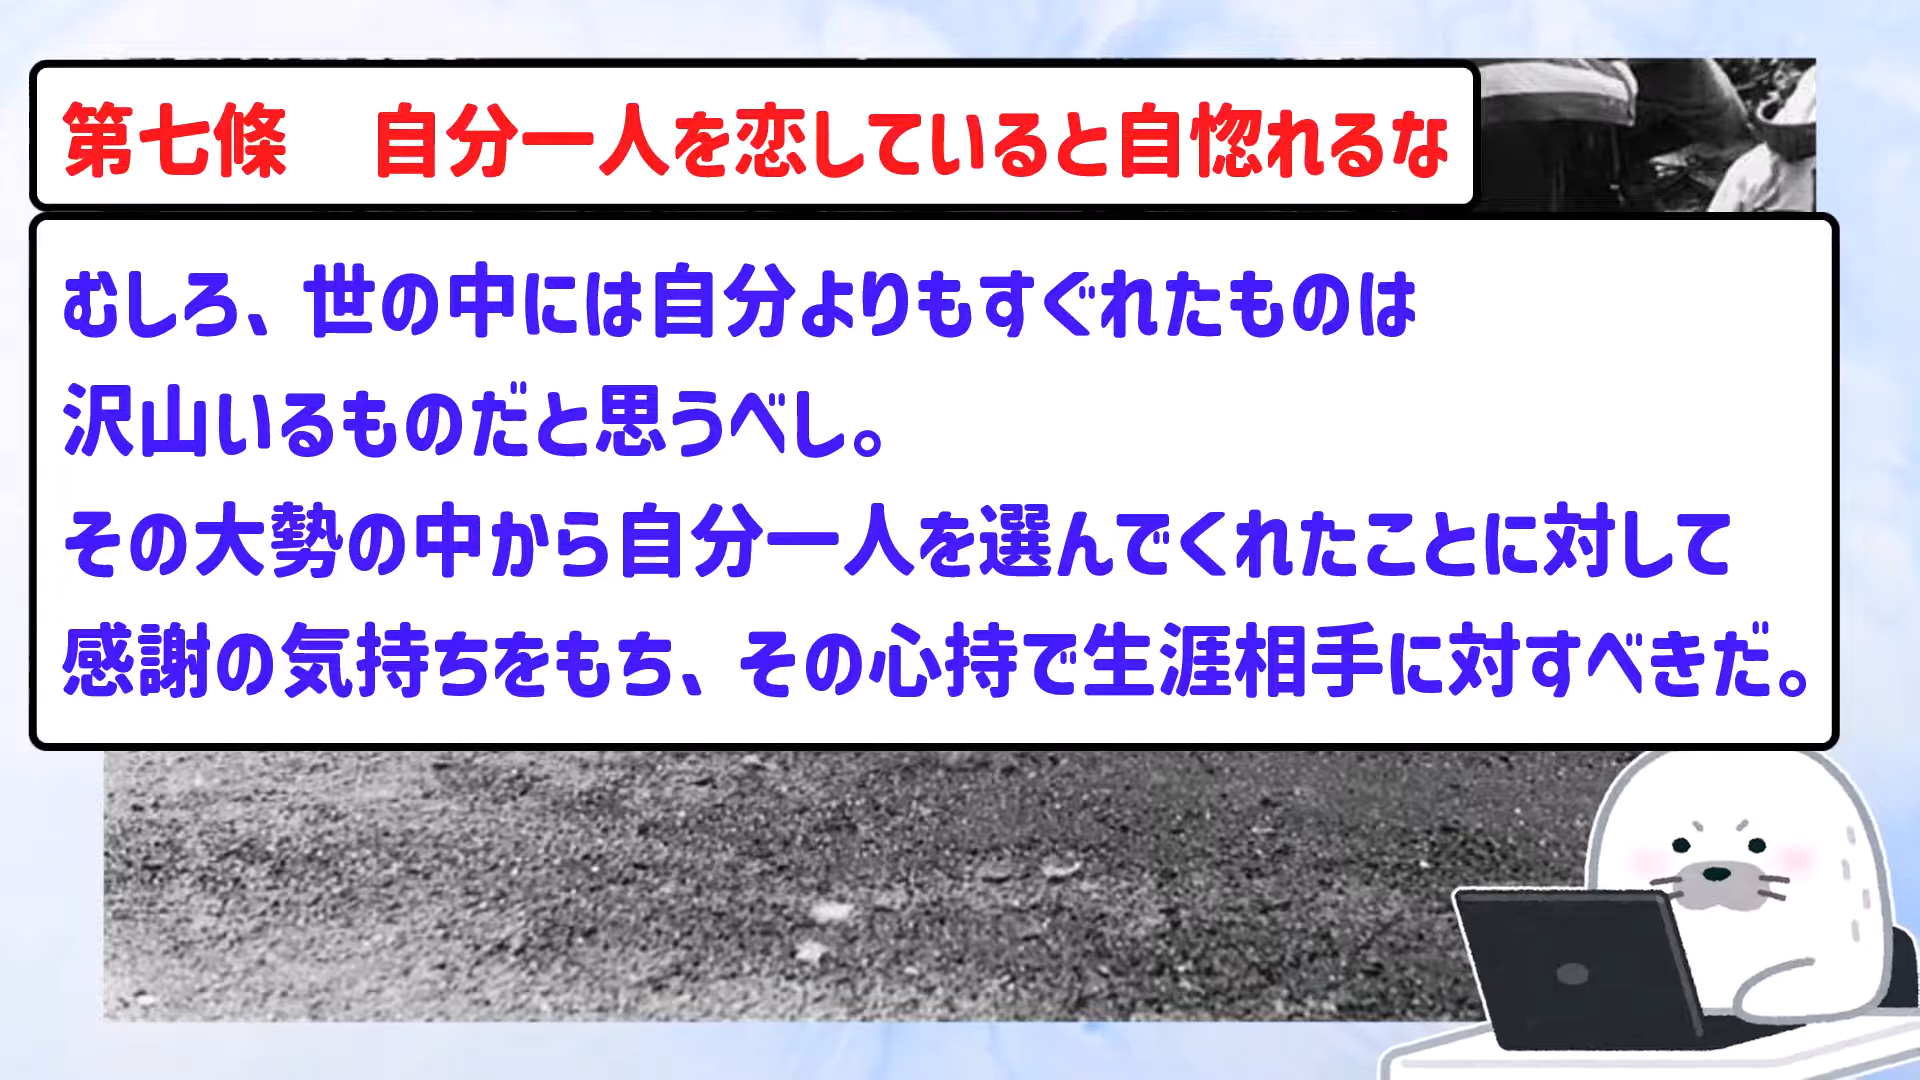 第七條　自分一人を恋していると自惚れるな
むしろ、世の中には自分よりもすぐれたものは
沢山いるものだと思うべし。
その大勢の中から自分一人を選んでくれたことに対して
感謝の気持ちをもち、その心持で生涯相手に対すべきだ。